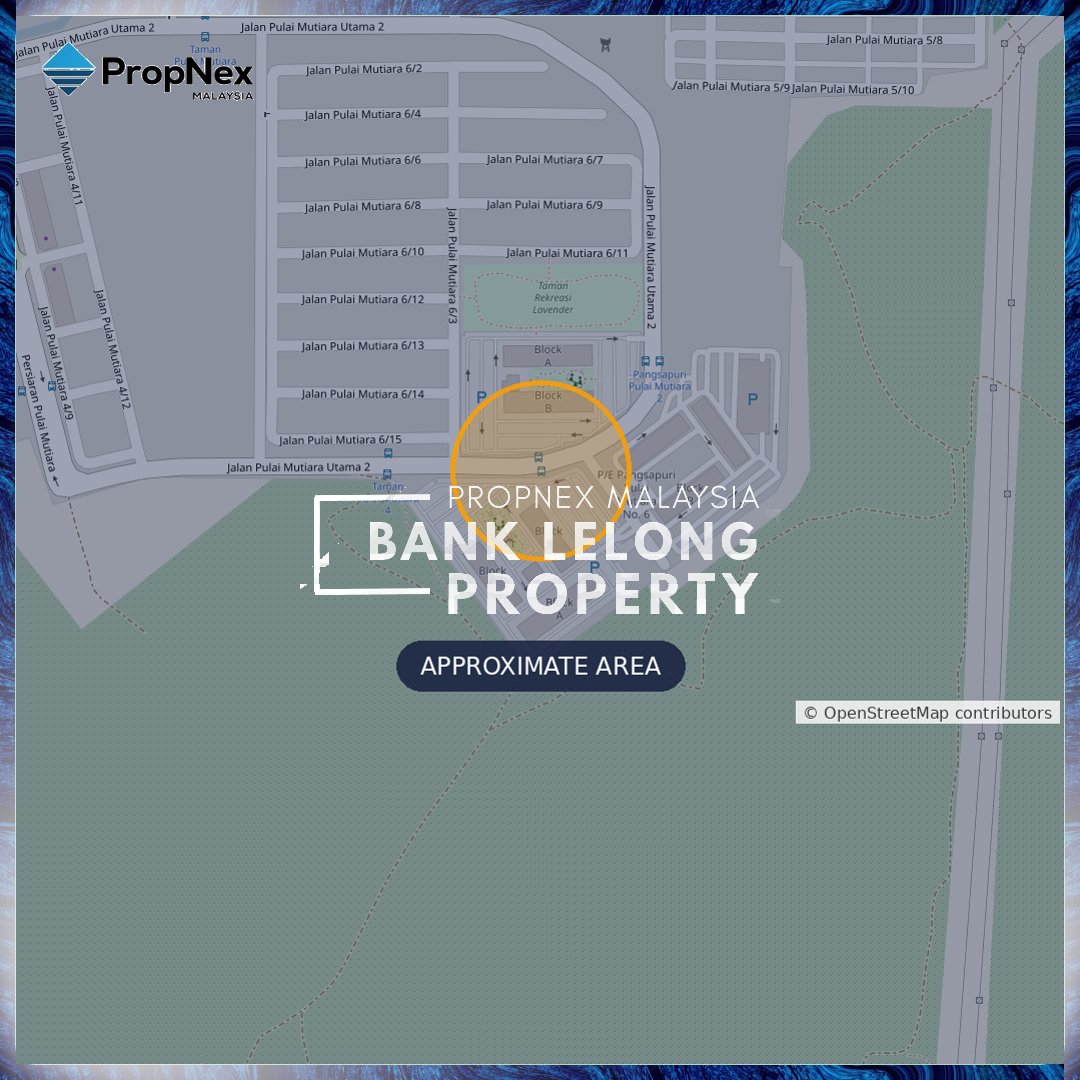 Jalan Pulai Mutiara Utama 2
Jalan Pulai Mutiara Utama 2
Jalan Pulai Mutiara 5/8
Taman
PropNex
MALAYSIA
Jalan Pulai Mutiara 6/2
Jalan Pulai Mutiara 5/9
Jalan Pulai Mutiara 5/10
Jalan Pulai Mutiara 4/11
Jalan Pulai Mutiara 6/4
Jalan Pulai Mutiara 6/6
Jalan Pulai Mutiara 6/7
Jalan Pulai Mutiara 6/8
Jalan Pulai Mutiara 6/9
Jalan Pulai Mutiara 6/3
Jalan Pulai Mutiara Utama 2
Jalan Pulai Mutiara 6/10
Jalan Pulai Mutiara 6/11
Taman
Rekreasi
Lavender
Jalan Pulai Mutiara 6/12
Jalan Pulai Mutiara 4/12
Jalan Pulai Mutiara 4/9
Persiaran Pulai Mutiara
Jalan Pulai Mutiara 6/13
Block
A
Pangsapuri
Pulai Mutiara
2
Jalan Pulai Mutiara 6/14
P
Block
B
P
Jalan Pulai Mutiara 6/15
Jalan Pulai Mutiara Utama 2
P/E Pangsapuri
No. 6
Taman
4
PROPNEX MALAYSIA
BANK LELONG
PROPERTY
Block
P
Block
A
APPROXIMATE AREA
© OpenStreetMap contributors